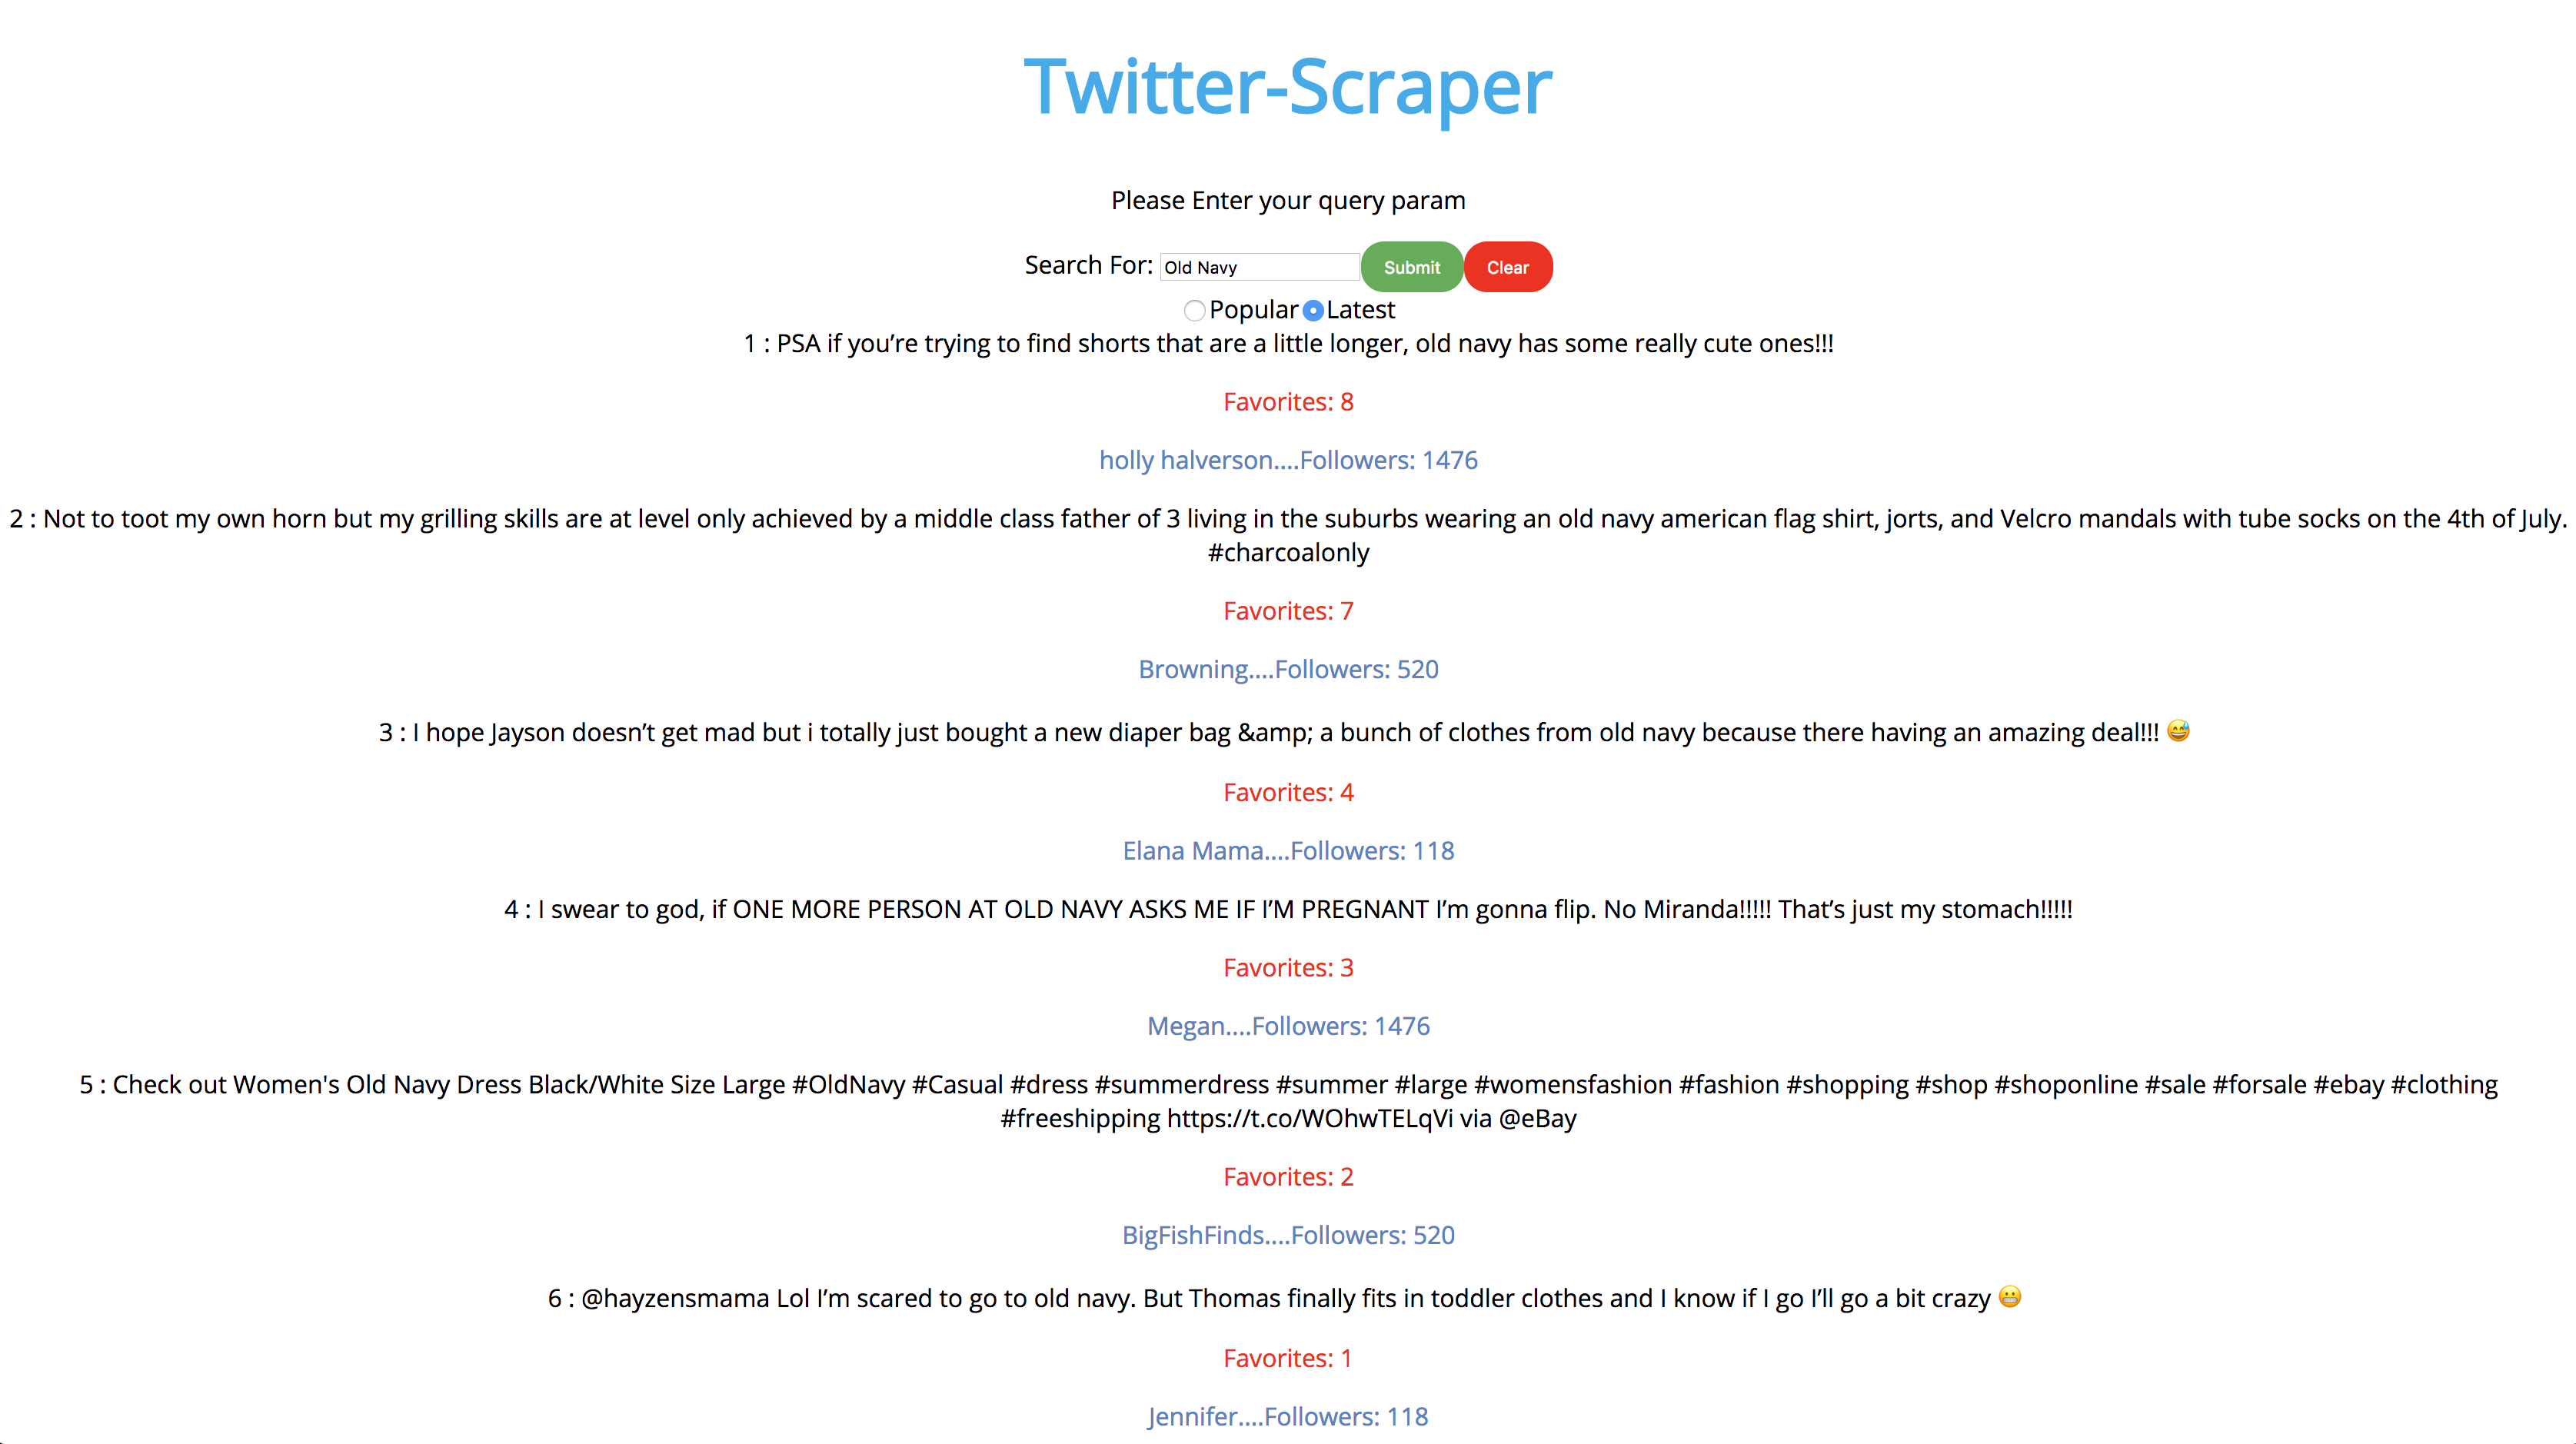 Twitter-Scraper
Please Enter your query param
Search For: Old Navy Submit Clear
Popular Latest
1 : PSA if you’re trying to find shorts that are a little longer, old navy has some really cute ones!!!
Favorites: 8
holly halverson....Followers: 1476
2 : Not to toot my own horn but my grilling skills are at level only achieved by a middle class father of 3 living in the suburbs wearing an old navy american flag shirt, jorts, and Velcro mandals with tube socks on the 4th of July.
#charcoalonly
Favorites: 7
Browning....Followers: 520
3 : I hope Jayson doesn’t get mad but i totally just bought a new diaper bag &amp; a bunch of clothes from old navy because there having an amazing deal!!! 😅
Favorites: 4
Elana Mama....Followers: 118
4 : I swear to god, if ONE MORE PERSON AT OLD NAVY ASKS ME IF I’M PREGNANT I’m gonna flip. No Miranda!!!!! That’s just my stomach!!!!!
Favorites: 3
Megan....Followers: 1476
5 : Check out Women's Old Navy Dress Black/White Size Large #OldNavy #Casual #dress #summerdress #summer #large #womensfashion #fashion #shopping #shop #shoponline #sale #forsale #ebay #clothing
#freeshipping https://t.co/WOhwTELqVi via @eBay
Favorites: 2
BigFishFinds....Followers: 520
6 : @hayzensmama Lol I’m scared to go to old navy. But Thomas finally fits in toddler clothes and I know if I go I’ll go a bit crazy 😬
Favorites: 1
Jennifer....Followers: 118